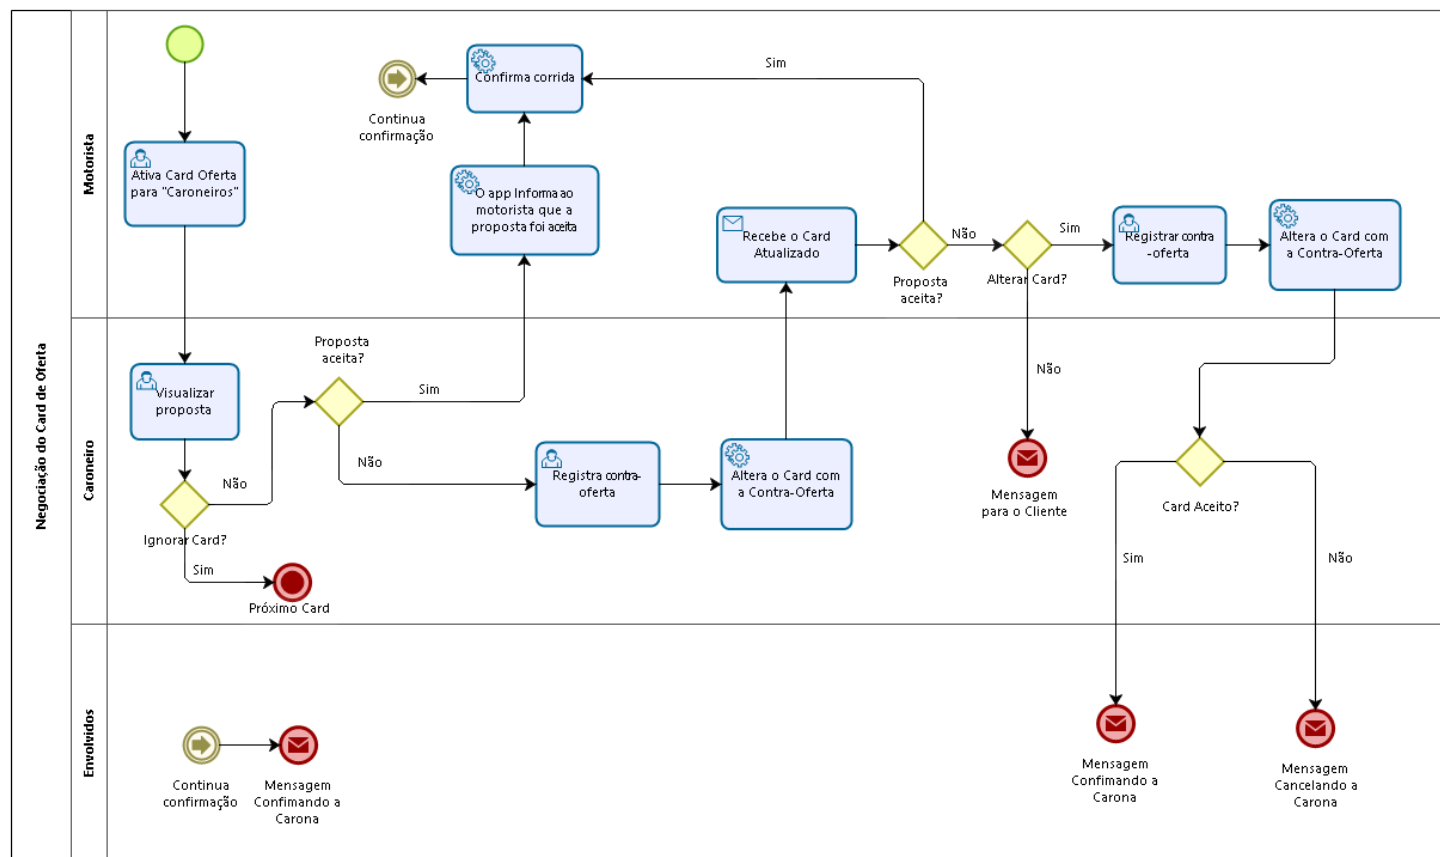 Negociação do Card de Oferta
Motorista
Ativa Card Oferta
para "Caroneiros"
Continua
confirmação
Confirma corrida
O app Informa ao
motorista que a
proposta foi aceita
Recebe o Card
Atualizado
Sim
Proposta
aceita?
Não
Alterar Card?
Sim
Registrar contra
-oferta
Altera o Card com
a Contra-Oferta
Caroneiro
Visualizar
proposta
Não
Ignorar Card?
Sim
Próximo Card
Proposta
aceita?
Sim
Não
Registra contra-
oferta
Altera o Card com
a Contra-Oferta
Não
Mensagem
para o Cliente
Card Aceito?
Sim
Não
Envolvidos
Continua
confirmação
Mensagem
Confimando a
Carona
Mensagem
Confimando a
Carona
Mensagem
Cancelando a
Carona